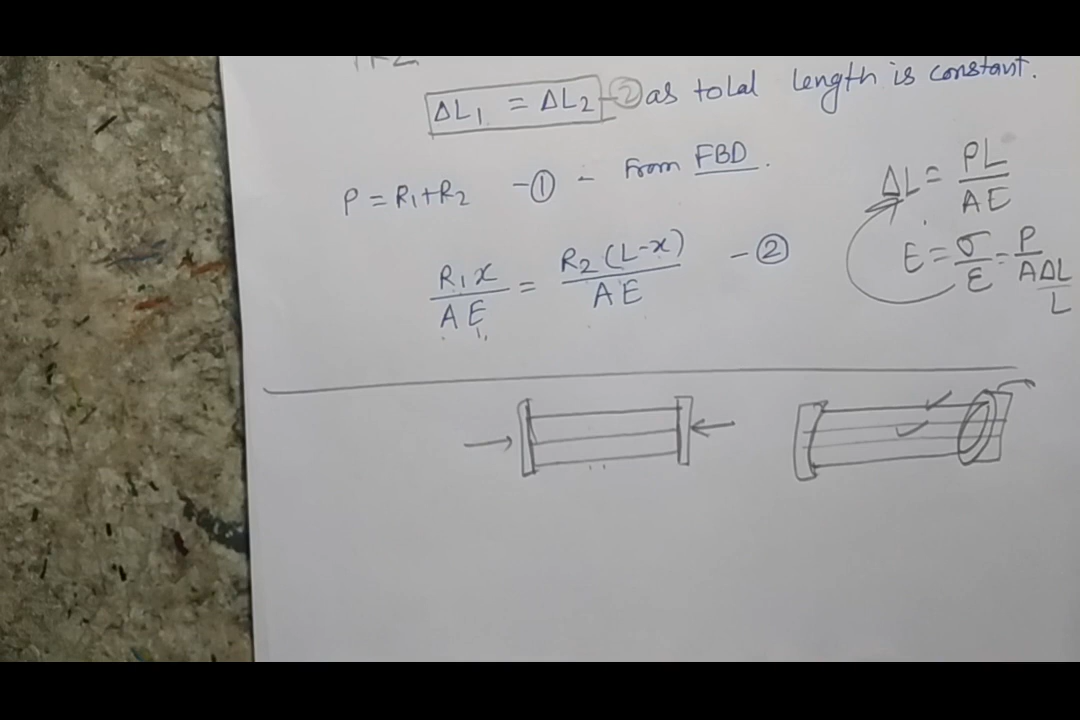 ΔL₁ = ΔL₂ -② as total length is constant.
P = R₁+R₂ -① - From FBD.
ΔL = PL/AE
R₁x/AE = R₂(L-x)/AE -②
E = σ/ε = P/A ΔL/L